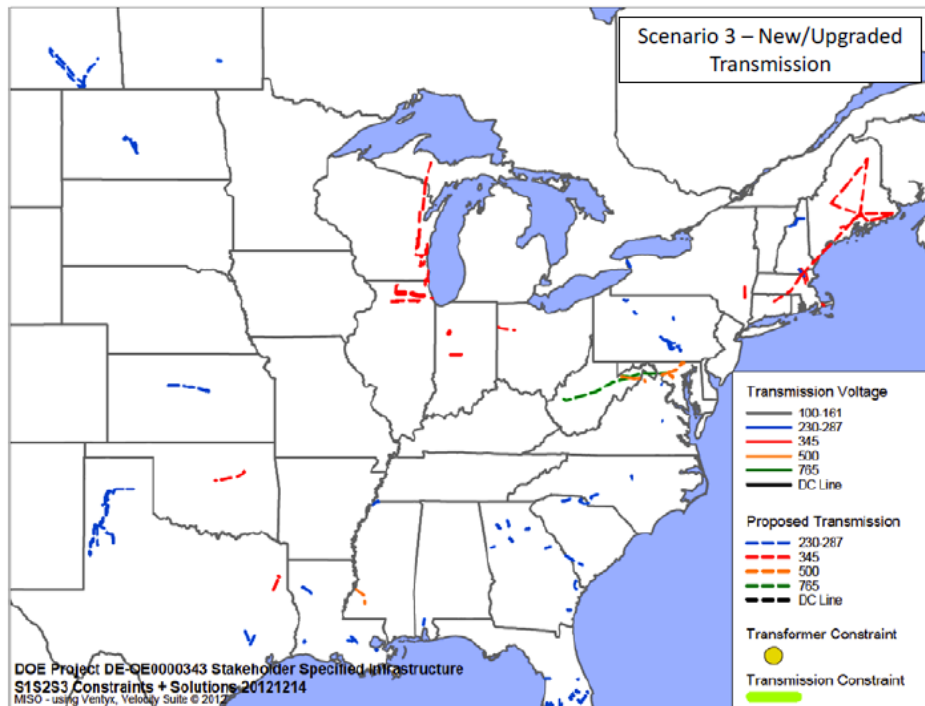 Scenario 3 – New/Upgraded
Transmission
Transmission Voltage
100-161
230-287
345
500
765
DC Line
Proposed Transmission
230-287
345
500
765
DC Line
Transformer Constraint
Transmission Constraint
DOE Project DE-OE0000343 Stakeholder Specified Infrastructure
S1S2S3 Constraints + Solutions 20121214
MISO - using Ventyx, Velocity Suite © 2012